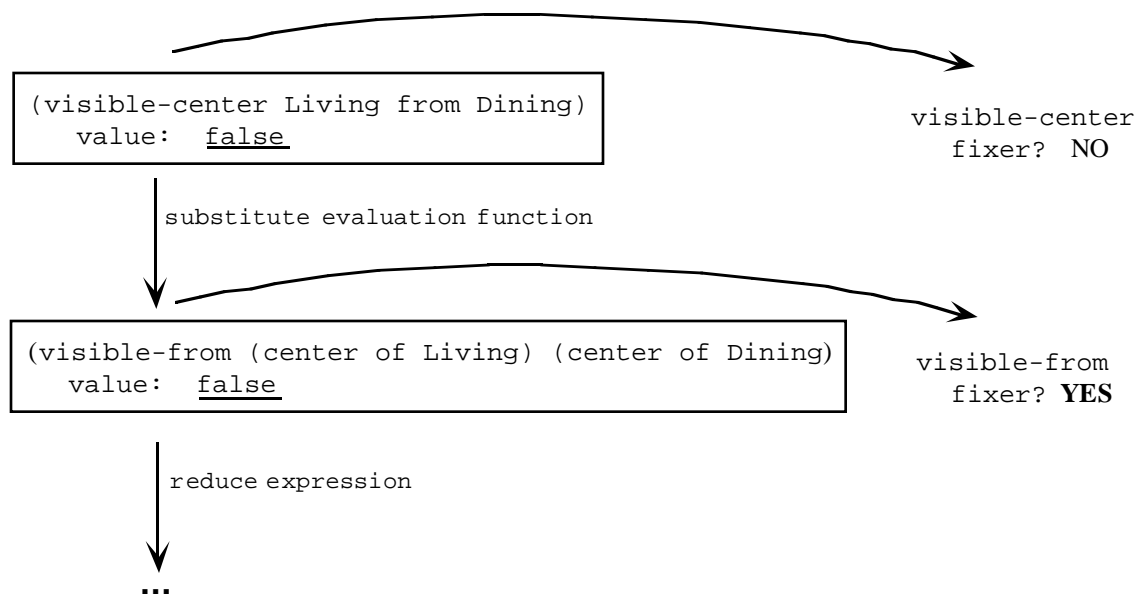 (visible-center Living from Dining)
value: false
visible-center
fixer? NO
substitute evaluation function
(visible-from (center of Living) (center of Dining)
value: false
visible-from
fixer? YES
reduce expression
...